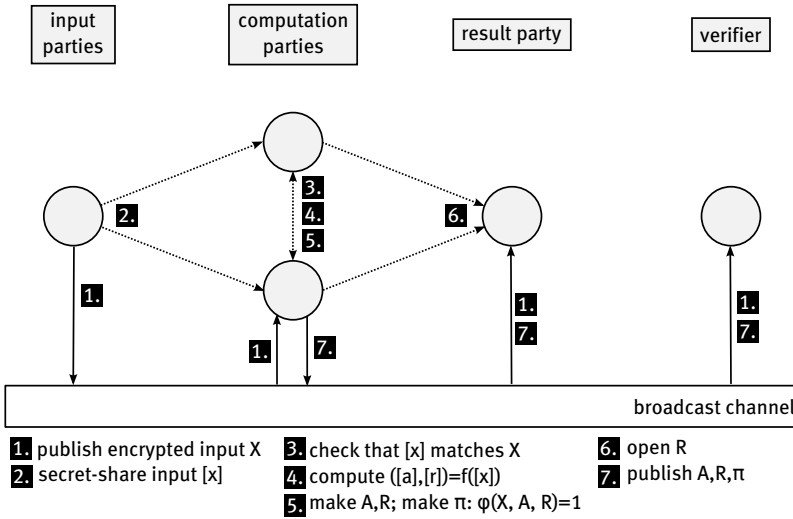 input
parties
computation
parties
result party
verifier
2.
3.
4.
5.
6.
1.
1.
7.
1.
7.
1.
7.
broadcast channel
1. publish encrypted input X
2. secret-share input [x]
3. check that [x] matches X
4. compute ([a],[r])=f([x])
5. make A,R; make π: φ(X, A, R)=1
6. open R
7. publish A,R,π